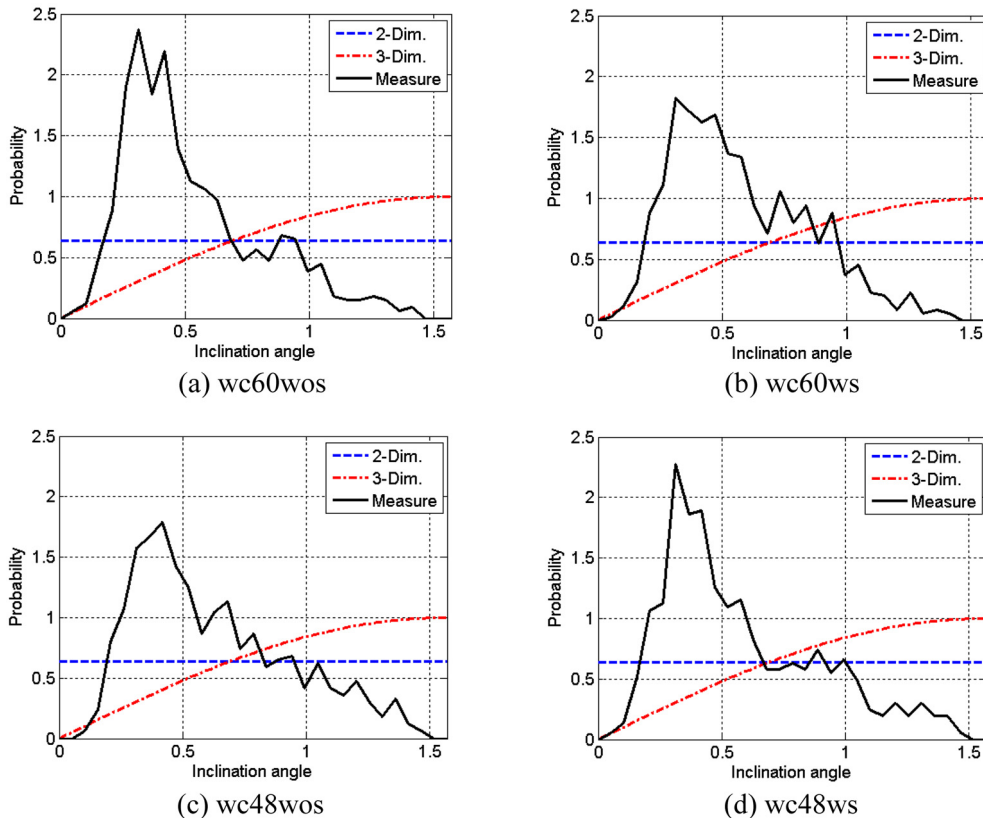 2.5
2
1.5
1
0.5
0
Probability
2-Dim.
3-Dim.
Measure
0 0.5 1 1.5
Inclination angle
(a) wc60wos
2.5
2
1.5
1
0.5
0
Probability
2-Dim.
3-Dim.
Measure
0 0.5 1 1.5
Inclination angle
(b) wc60ws
2.5
2
1.5
1
0.5
0
Probability
2-Dim.
3-Dim.
Measure
0 0.5 1 1.5
Inclination angle
(c) wc48wos
2.5
2
1.5
1
0.5
0
Probability
2-Dim.
3-Dim.
Measure
0 0.5 1 1.5
Inclination angle
(d) wc48ws